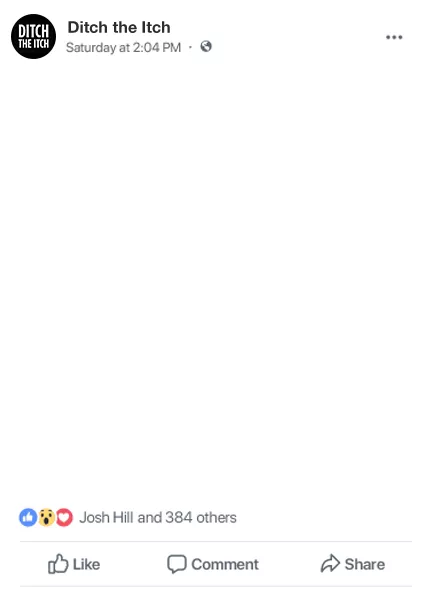 DITCH
THE ITCH
Ditch the Itch
Saturday at 2:04 PM ·
Josh Hill and 384 others
Like Comment Share